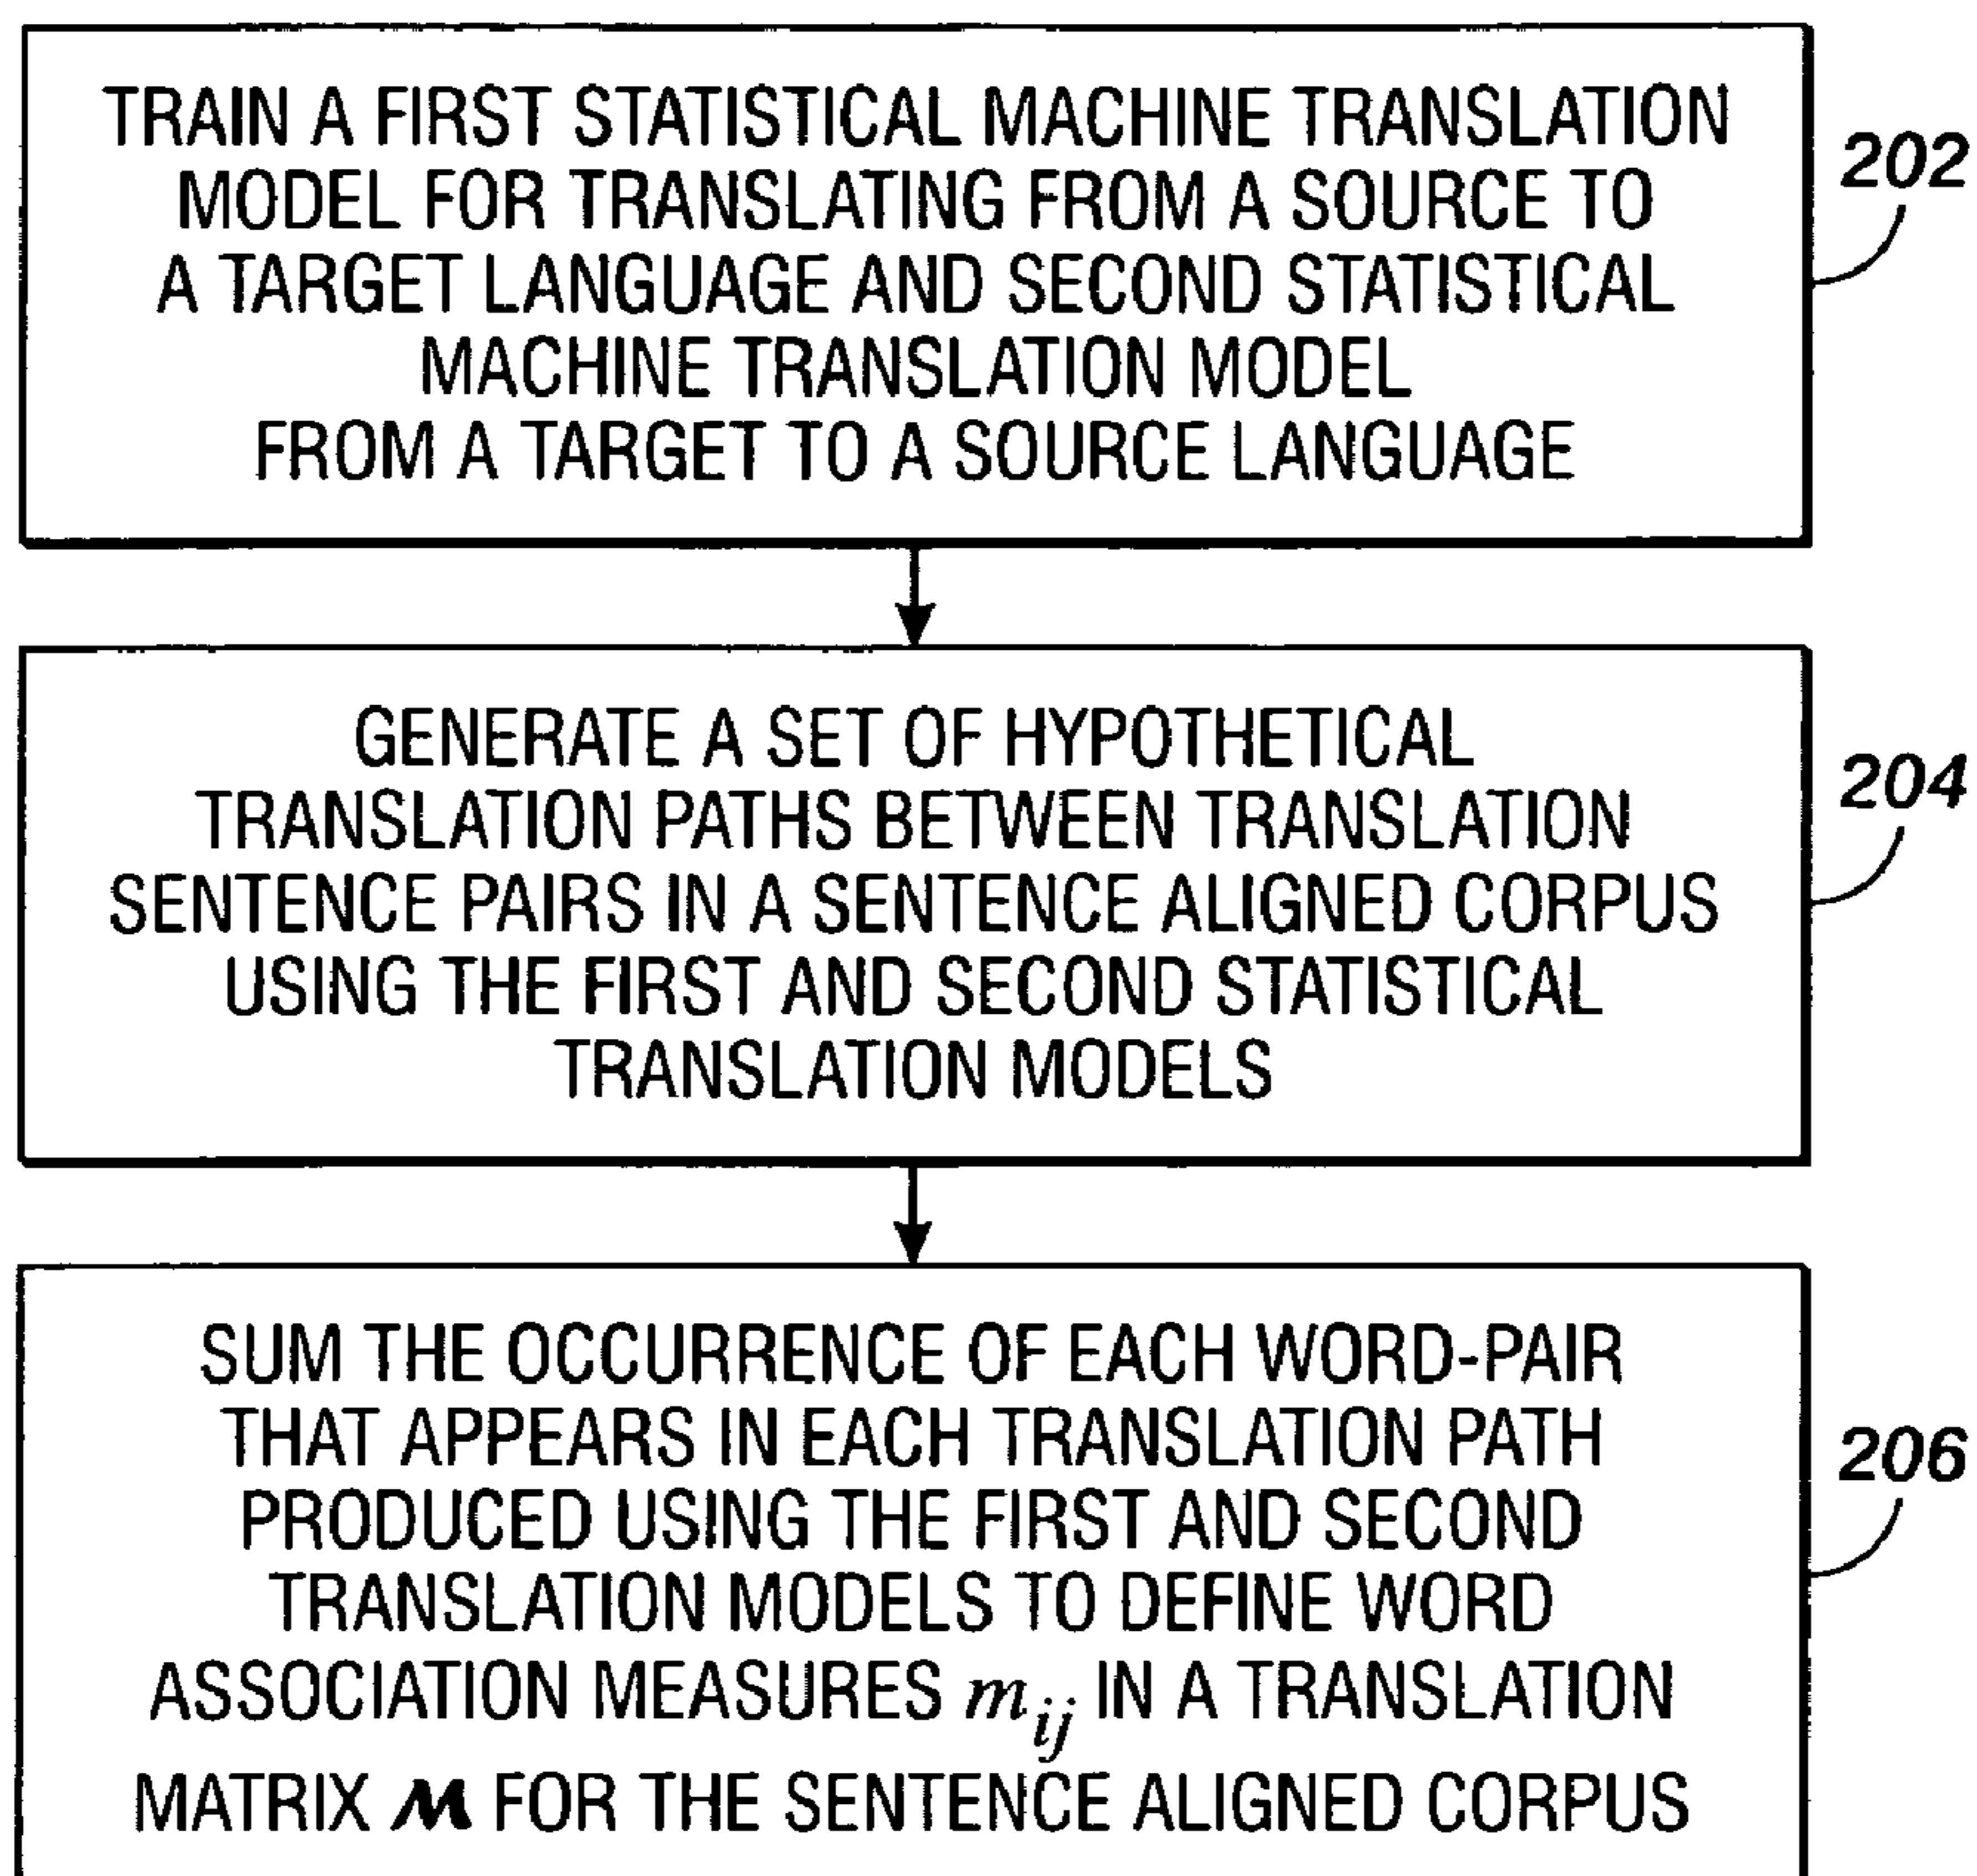 TRAIN A FIRST STATISTICAL MACHINE TRANSLATION
MODEL FOR TRANSLATING FROM A SOURCE TO
A TARGET LANGUAGE AND SECOND STATISTICAL
MACHINE TRANSLATION MODEL
FROM A TARGET TO A SOURCE LANGUAGE
202
GENERATE A SET OF HYPOTHETICAL
TRANSLATION PATHS BETWEEN TRANSLATION
SENTENCE PAIRS IN A SENTENCE ALIGNED CORPUS
USING THE FIRST AND SECOND STATISTICAL
TRANSLATION MODELS
204
SUM THE OCCURRENCE OF EACH WORD-PAIR
THAT APPEARS IN EACH TRANSLATION PATH
PRODUCED USING THE FIRST AND SECOND
TRANSLATION MODELS TO DEFINE WORD
ASSOCIATION MEASURES m_ij IN A TRANSLATION
MATRIX M FOR THE SENTENCE ALIGNED CORPUS
206